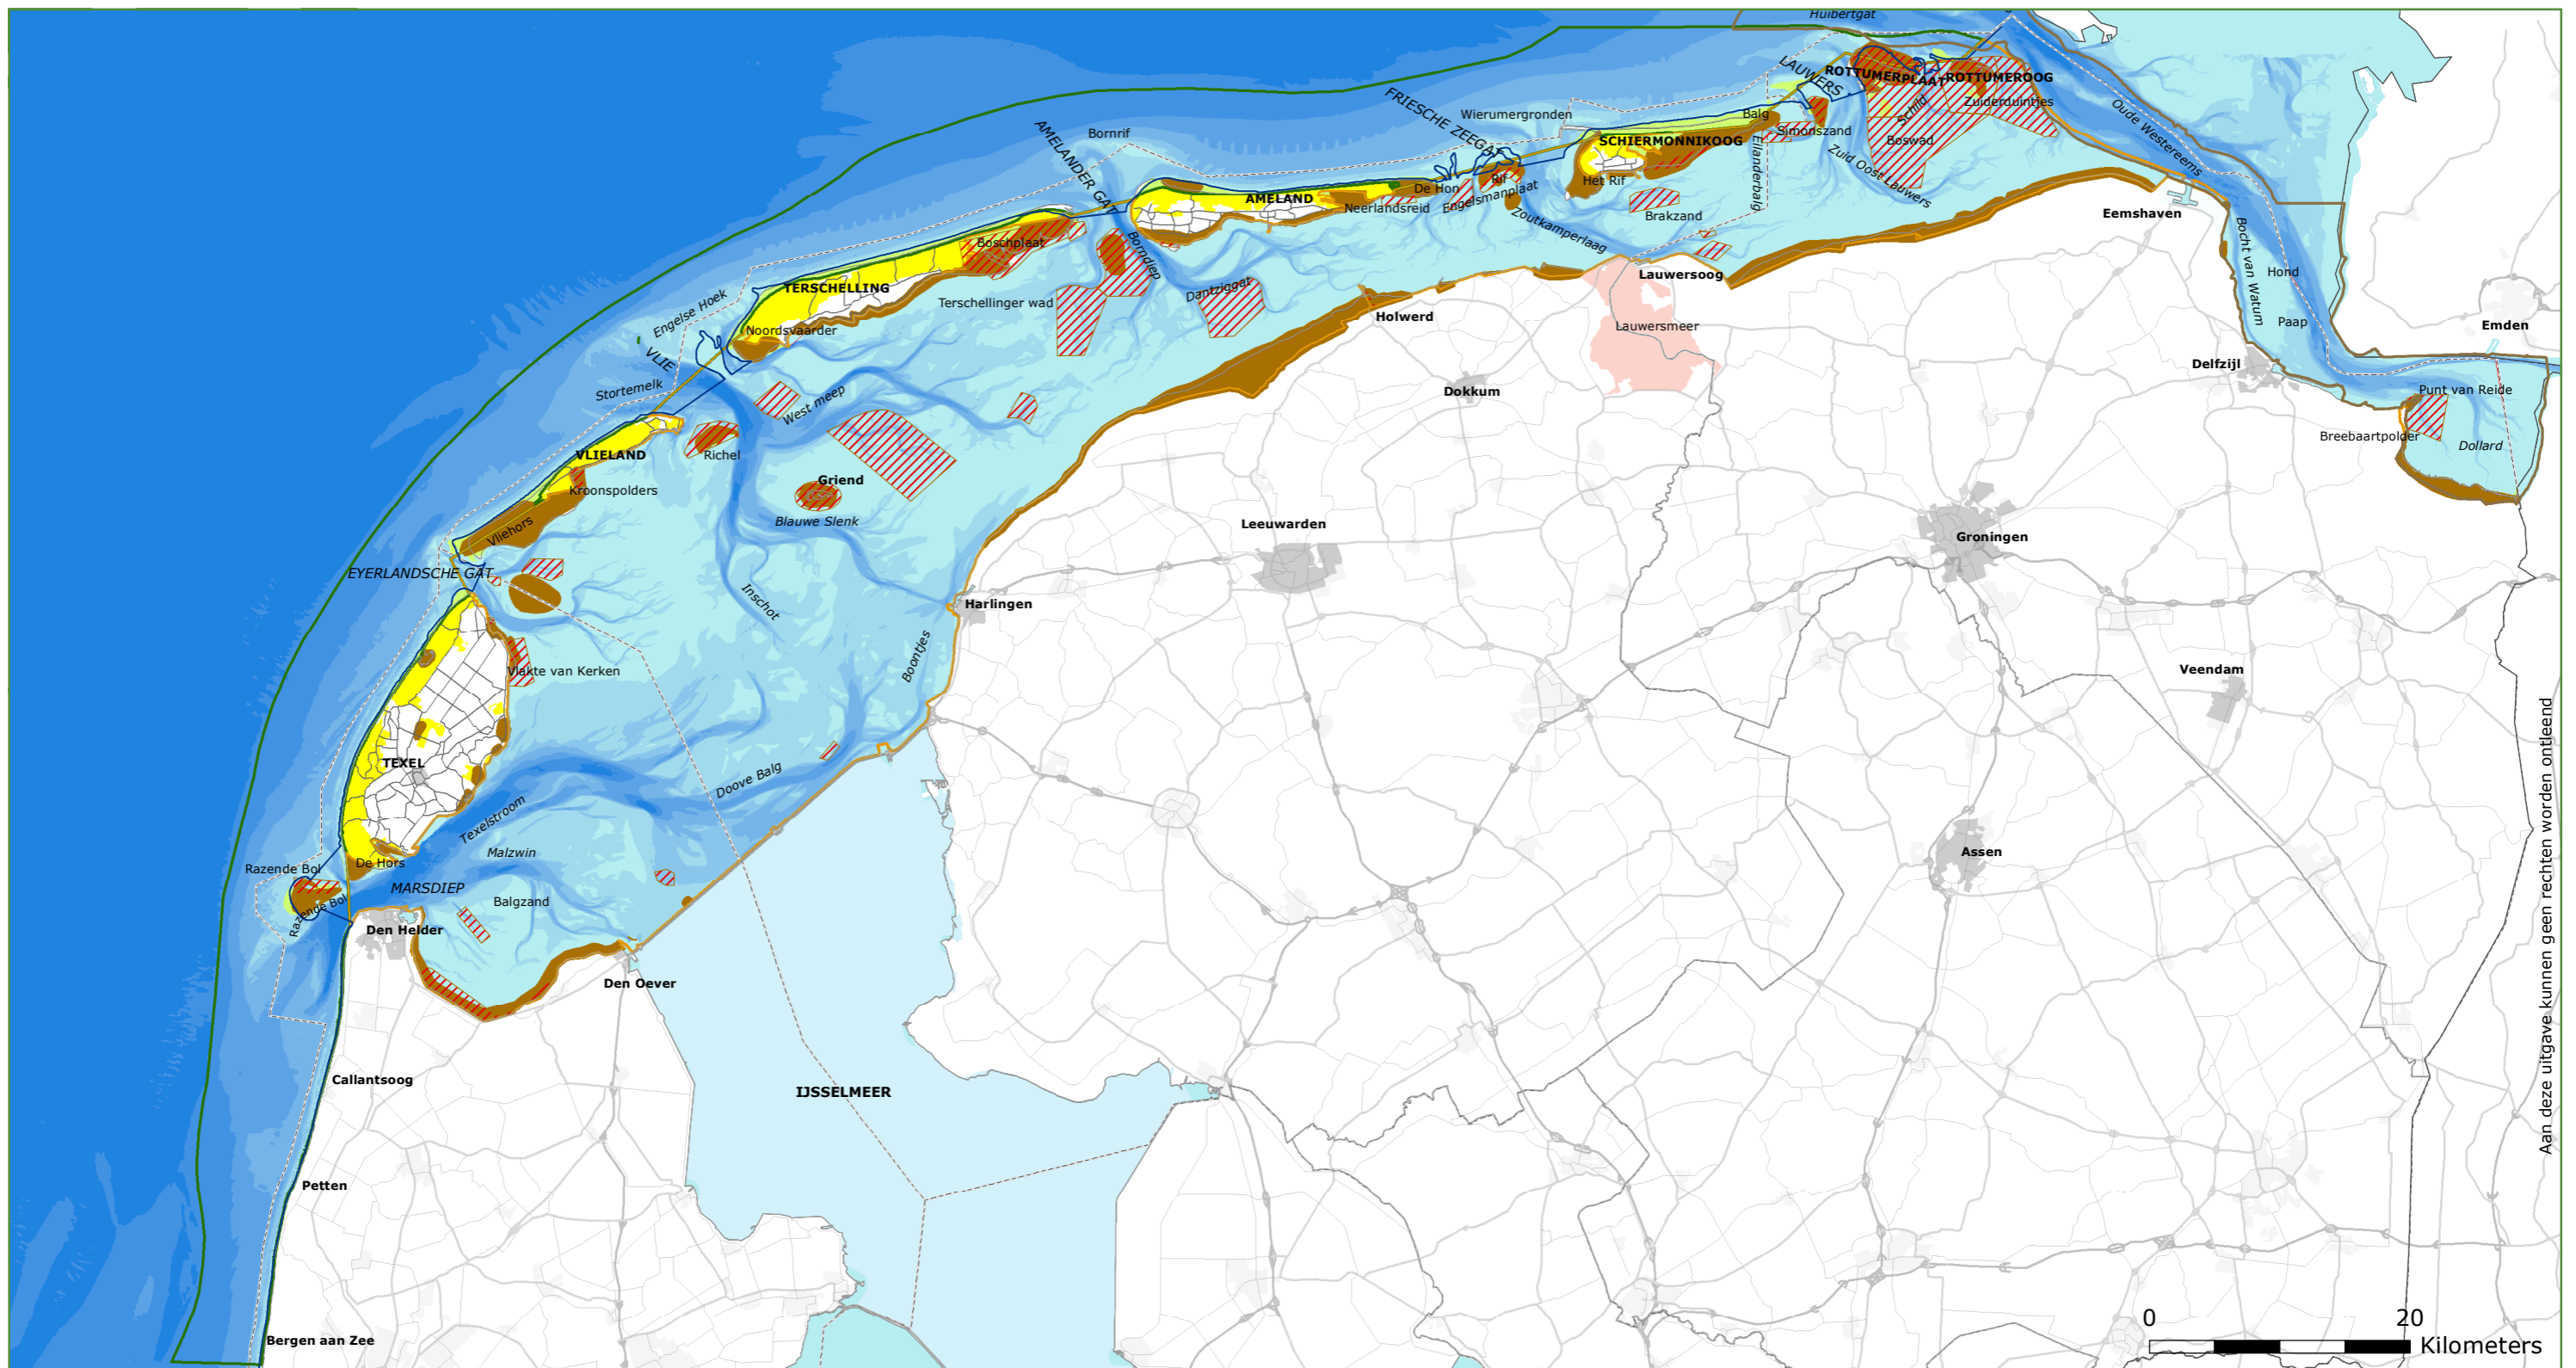 Huibertgat
LAUWERS
ROTTUMERPLAAT
ROTTUMEROOG
Schild
Zuiderduintjes
Oude Westereems
FRIESCHE ZEEGAT
Wierumergronden
Balg
Simonszand
Boswad
AMELANDER GAT
Bornrif
SCHIERMONNIKOOG
Eilanderbalg
Zuid Oost Lauwers
De Hon
Rif
Het Rif
Engelsmanplaat
AMELAND
Neerlandsreid
Brakzand
Zoutkamperlaag
Eemshaven
Boschplaat
Borndiep
Bocht van Watum
Hond
Lauwersoog
TERSCHELLING
Terschellinger wad
Dantziggat
Engelse Hoek
Noordsvaarder
Holwerd
Lauwersmeer
Paap
Emden
VLIE
Delfzijl
Stortemelk
West meep
Dokkum
Punt van Reide
Breebaartpolder
Dollard
VLIELAND
Richel
Griend
Kroonspolders
Blauwe Slenk
Leeuwarden
Vliehors
Groningen
EYERLANDSCHE GAT
Inschot
Harlingen
Boontjes
Vlakte van Kerken
Veendam
TEXEL
Doove Balg
Texelstroom
Malzwin
De Hors
Razende Bol
MARSDIEP
Razende Bol
Balgzand
Assen
Den Helder
Den Oever
Callantsoog
IJSSELMEER
Petten
Bergen aan Zee
Aan deze uitgave kunnen geen rechten worden ontleend
0 20
Kilometers